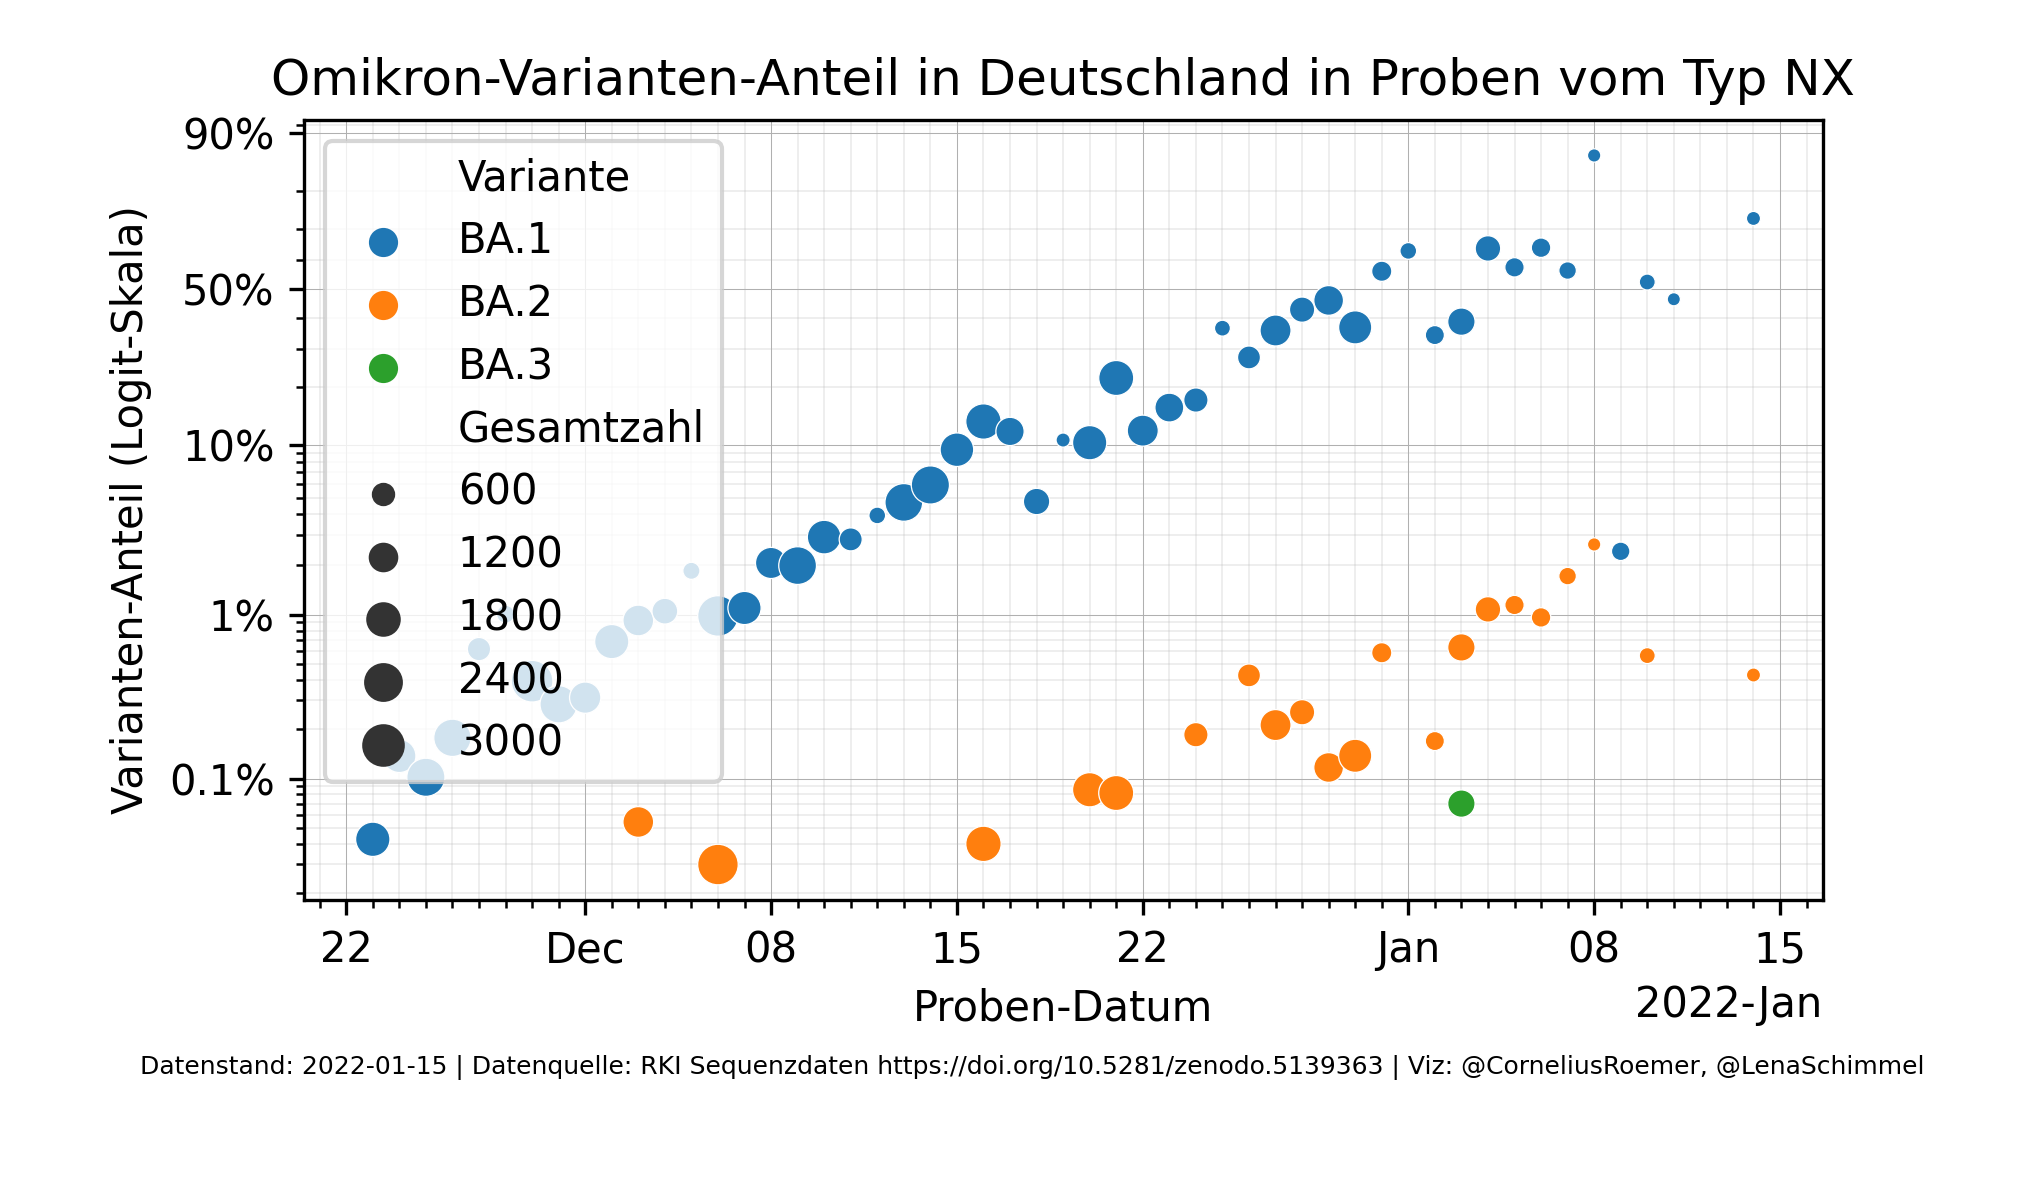 Omikron-Varianten-Anteil in Deutschland in Proben vom Typ NX
Varianten-Anteil (Logit-Skala)
90%
50%
10%
1%
0.1%
Variante
BA.1
BA.2
BA.3
Gesamtzahl
600
1200
1800
2400
3000
22 Dec 08 15 22 Jan 08 15
Proben-Datum
2022-Jan
Datenstand: 2022-01-15 | Datenquelle: RKI Sequenzdaten https://doi.org/10.5281/zenodo.5139363 | Viz: @CorneliusRoemer, @LenaSchimmel